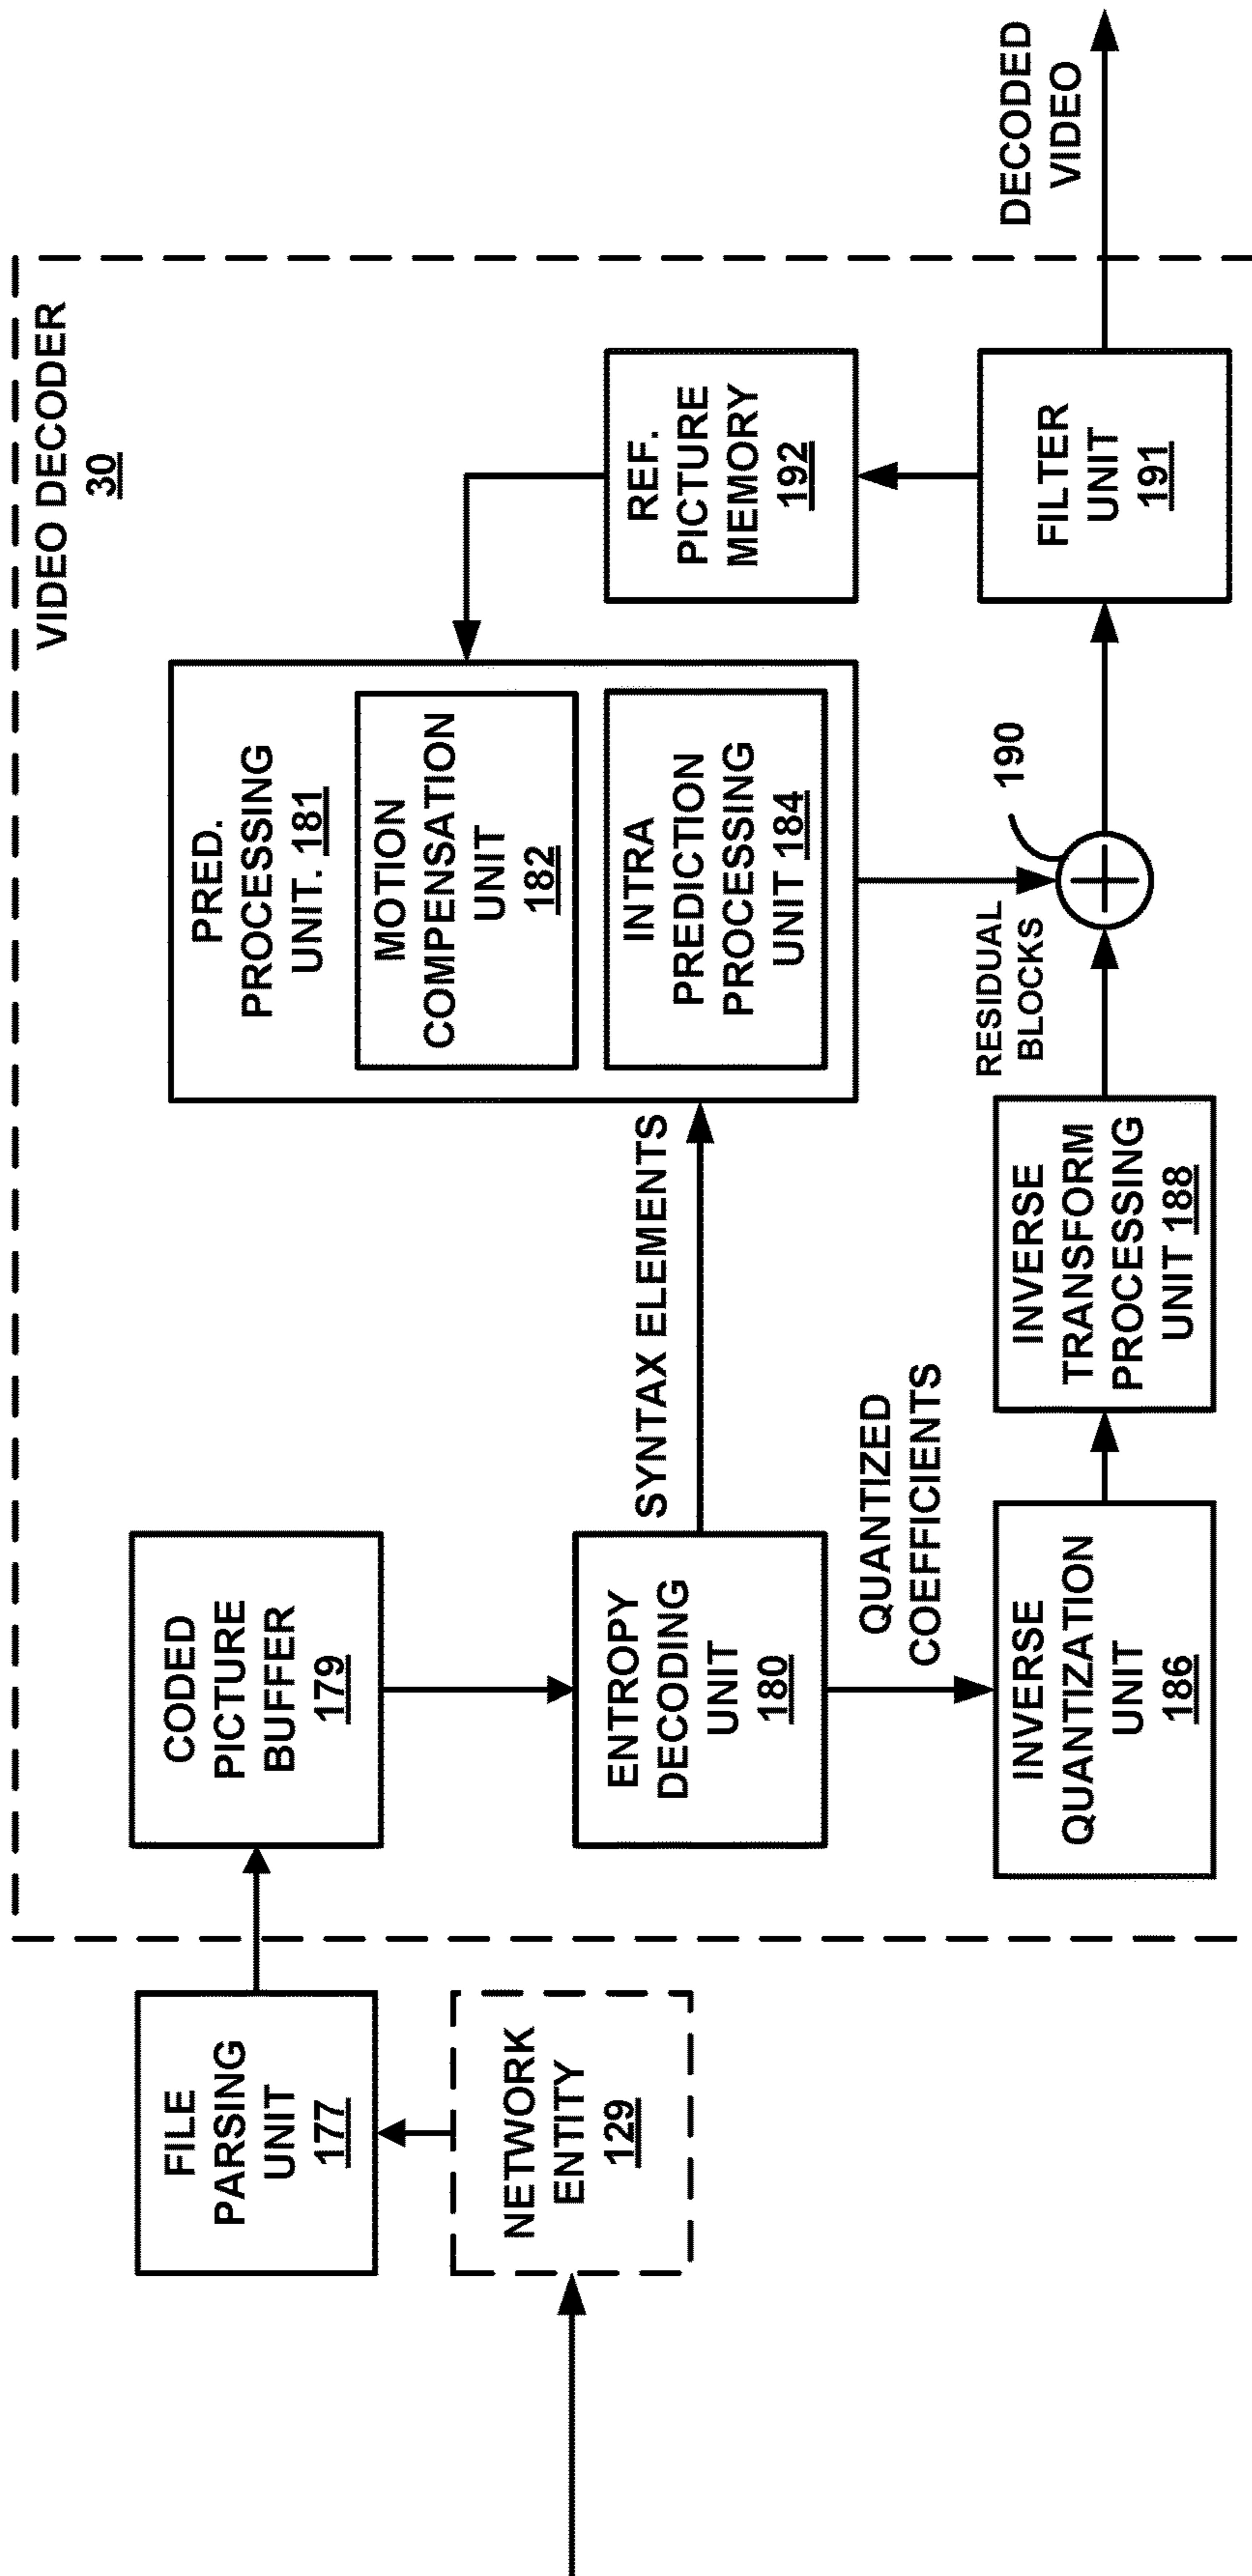 VIDEO DECODER
30
FILE
PARSING
UNIT
177
NETWORK
ENTITY
129
CODED
PICTURE
BUFFER
179
ENTROPY
DECODING
UNIT
180
SYNTAX ELEMENTS
QUANTIZED
COEFFICIENTS
INVERSE
QUANTIZATION
UNIT
186
INVERSE
TRANSFORM
PROCESSING
UNIT 188
PRED.
PROCESSING
UNIT. 181
MOTION
COMPENSATION
UNIT
182
INTRA
PREDICTION
PROCESSING
UNIT 184
RESIDUAL
BLOCKS
190
REF.
PICTURE
MEMORY
192
FILTER
UNIT
191
DECODED
VIDEO